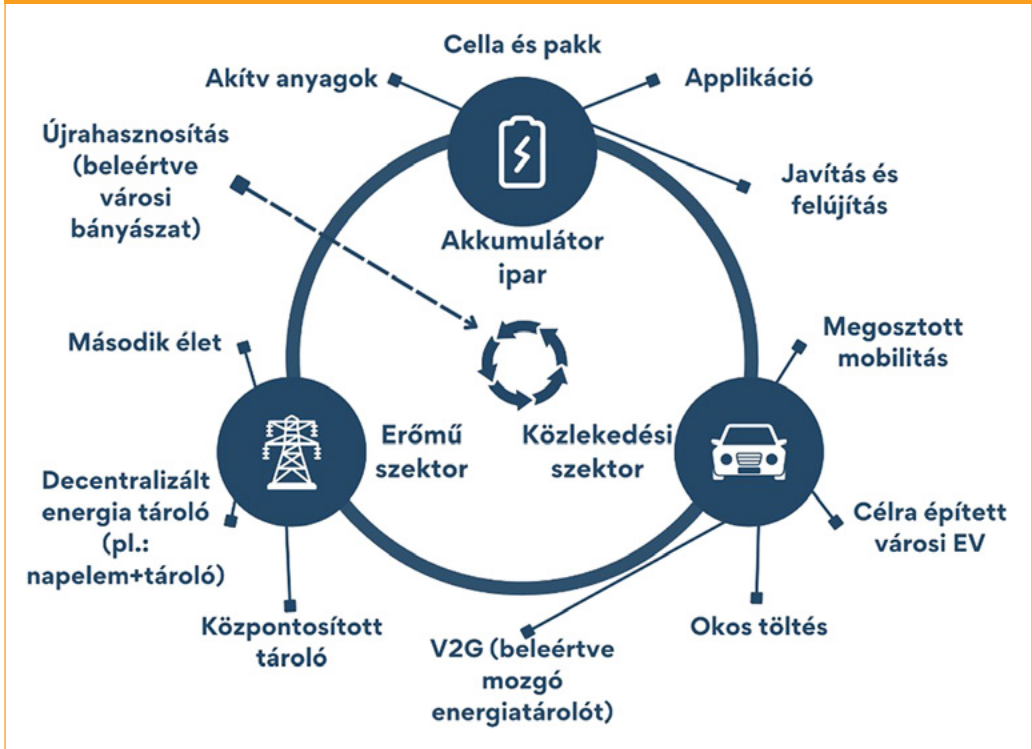 Cella és pakk
Akítv anyagok
Applikáció
Újrahasznosítás
(beleértve
városi
bányászat)
Javítás és
felújítás
Akkumulátor
ipar
Második élet
Megosztott
mobilitás
Erőmű
szektor
Közlekedési
szektor
Decentralizált
energia tároló
(pl.:
napelem+tároló)
Célra épített
városi EV
Központosított
tároló
V2G (beleértve
mozgó
energiatárolót)
Okos töltés